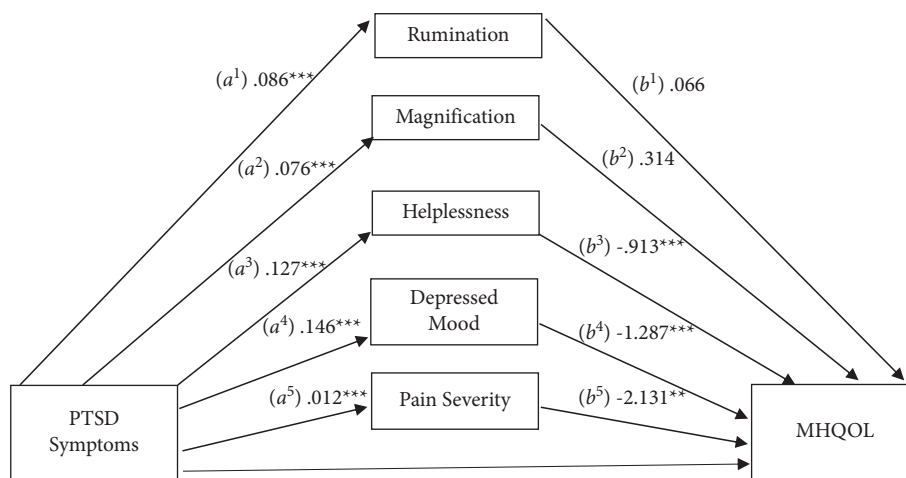 Rumination
(a¹) .086***
(b¹) .066
Magnification
(a²) .076***
(b²) .314
Helplessness
(a³) .127***
(b³) -.913***
Depressed
Mood
(a⁴) .146***
(b⁴) -1.287***
Pain Severity
(a⁵) .012***
(b⁵) -2.131**
PTSD
Symptoms
MHQOL